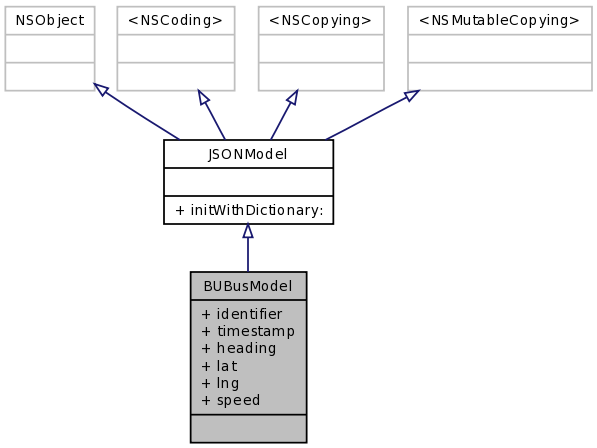 NSObject
<NSCoding>
<NSCopying>
<NSMutableCopying>
JSONModel
+ initWithDictionary:
BUBusModel
+ identifier
+ timestamp
+ heading
+ lat
+ lng
+ speed